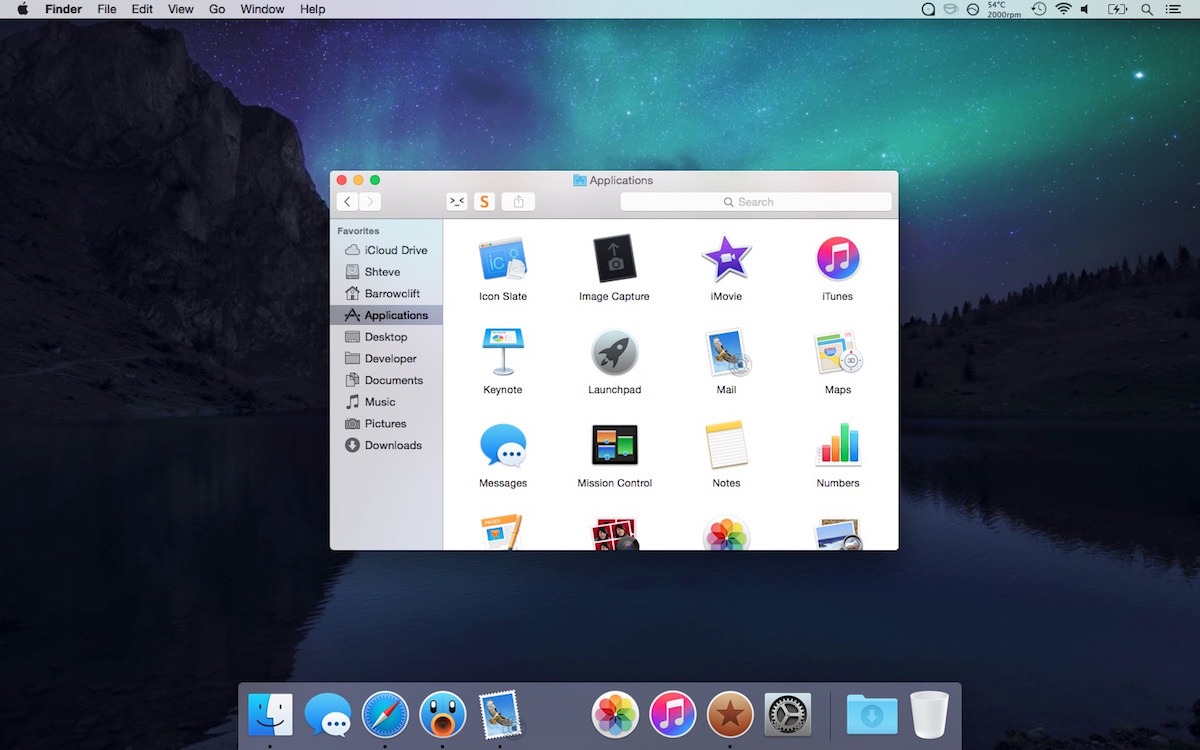 Finder File Edit View Go Window Help
54°C
2000rpm
Applications
>_< S Search
Favorites
iCloud Drive
Shteve
Barrowclift
Applications
Desktop
Developer
Documents
Music
Pictures
Downloads
Icon Slate Image Capture iMovie iTunes
Keynote Launchpad Mail Maps
Messages Mission Control Notes Numbers
PAGES